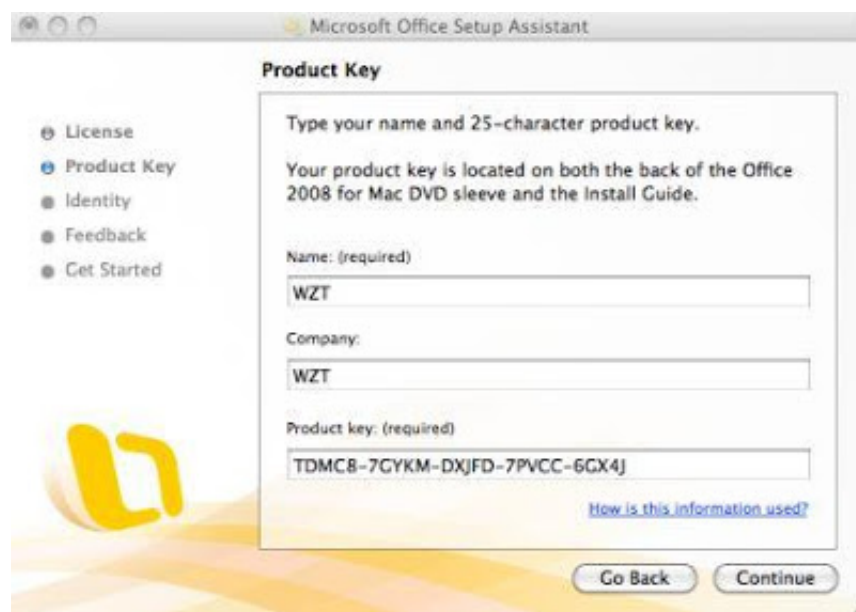 Microsoft Office Setup Assistant
Product Key
License
Product Key
Identity
Feedback
Get Started
Type your name and 25-character product key.
Your product key is located on both the back of the Office
2008 for Mac DVD sleeve and the Install Guide.
Name: (required)
WZT
Company:
WZT
Product key: (required)
How is this information used?
Go Back
Continue